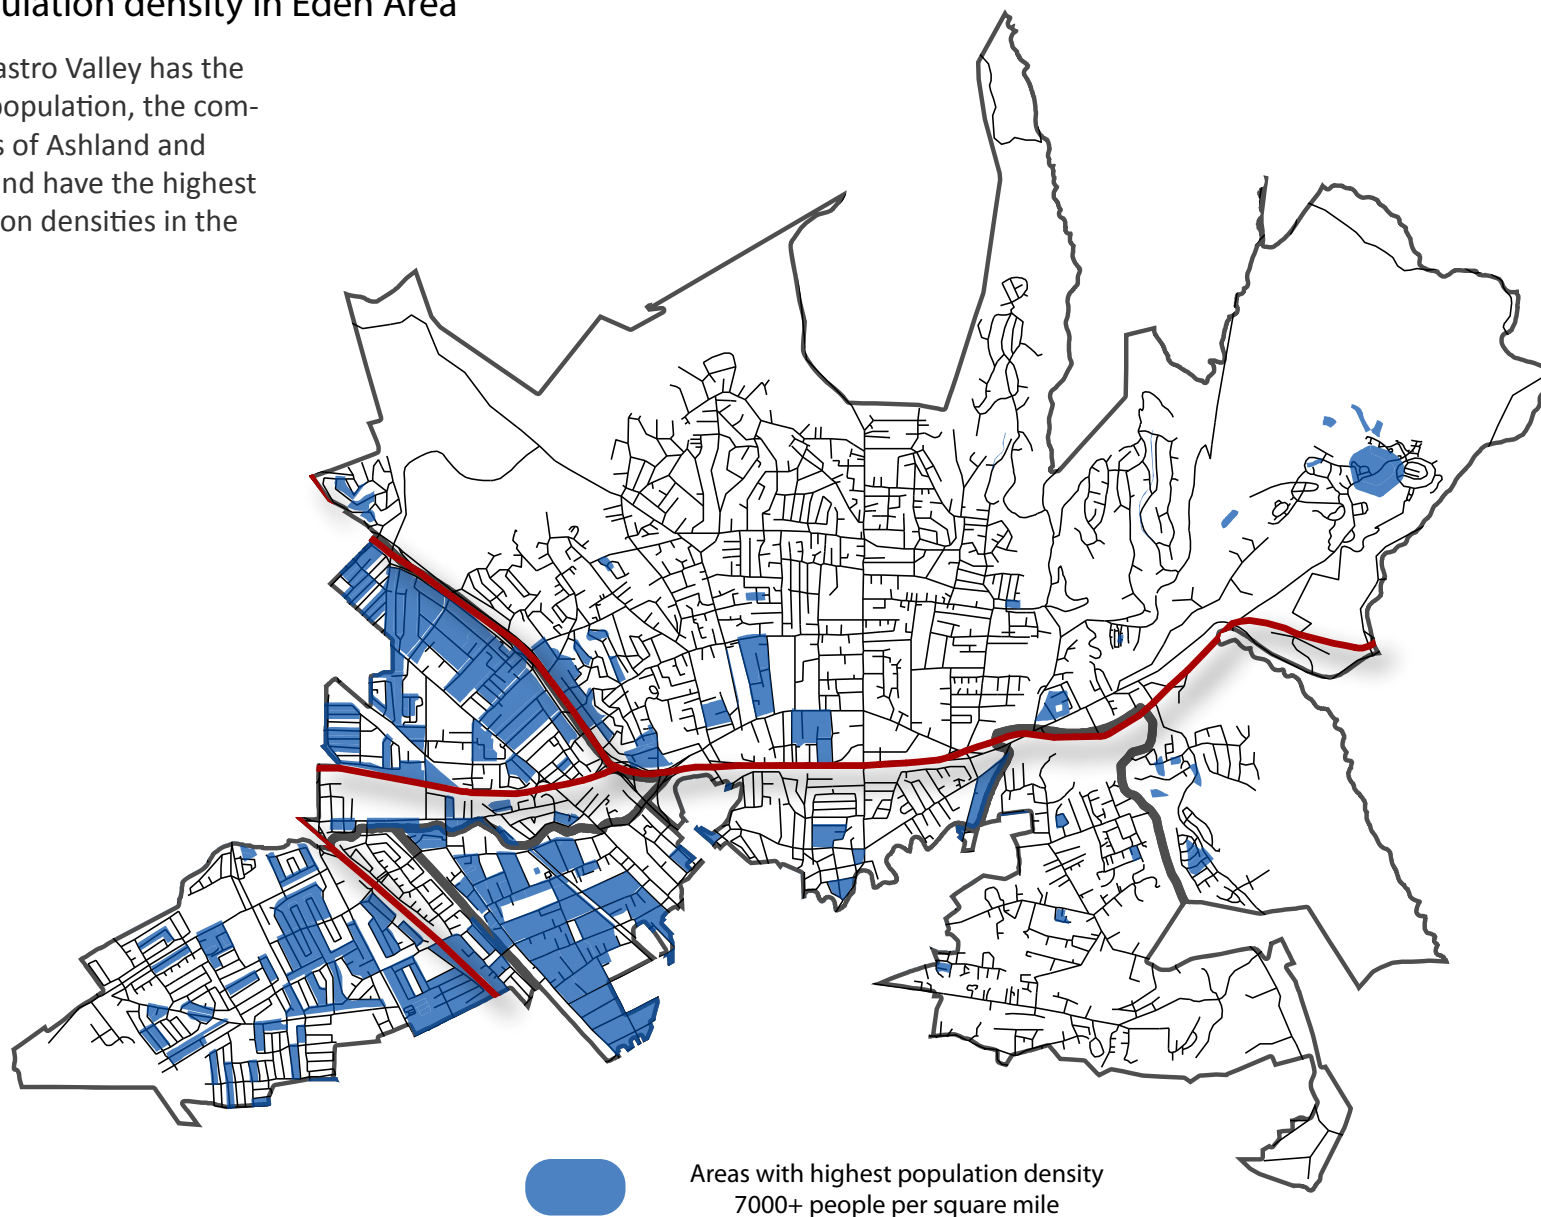 ulation density in Eden Area
astro Valley has the
population, the com-
s of Ashland and
nd have the highest
on densities in the
Areas with highest population density
7000+ people per square mile